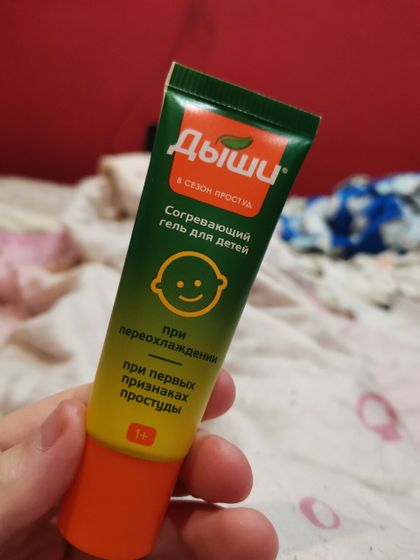 Дыши®
В СЕЗОН ПРОСТУД
Согревающий
гель для детей
при
переохлаждении
при первых
признаках
простуды
1+